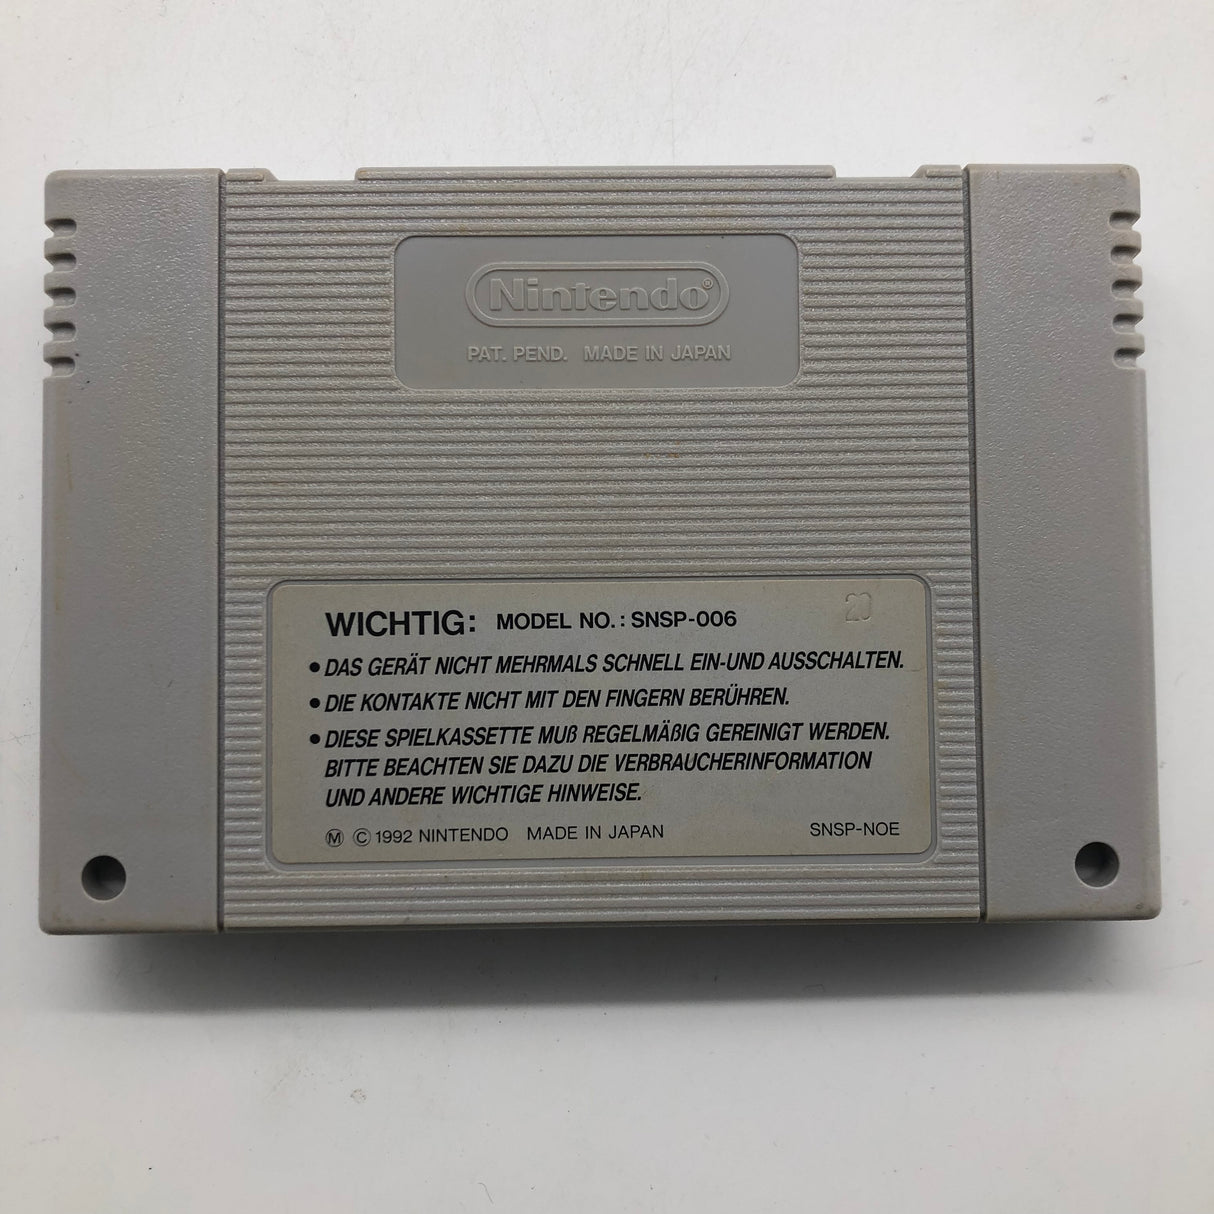 Nintendo®
PAT. PEND. MADE IN JAPAN
20
WICHTIG: MODEL NO.: SNSP-006
• DAS GERÄT NICHT MEHRMALS SCHNELL EIN-UND AUSSCHALTEN.
• DIE KONTAKTE NICHT MIT DEN FINGERN BERÜHREN.
• DIESE SPIELKASSETTE MUß REGELMÄßIG GEREINIGT WERDEN.
BITTE BEACHTEN SIE DAZU DIE VERBRAUCHERINFORMATION
UND ANDERE WICHTIGE HINWEISE.
Ⓜ © 1992 NINTENDO MADE IN JAPAN SNSP-NOE